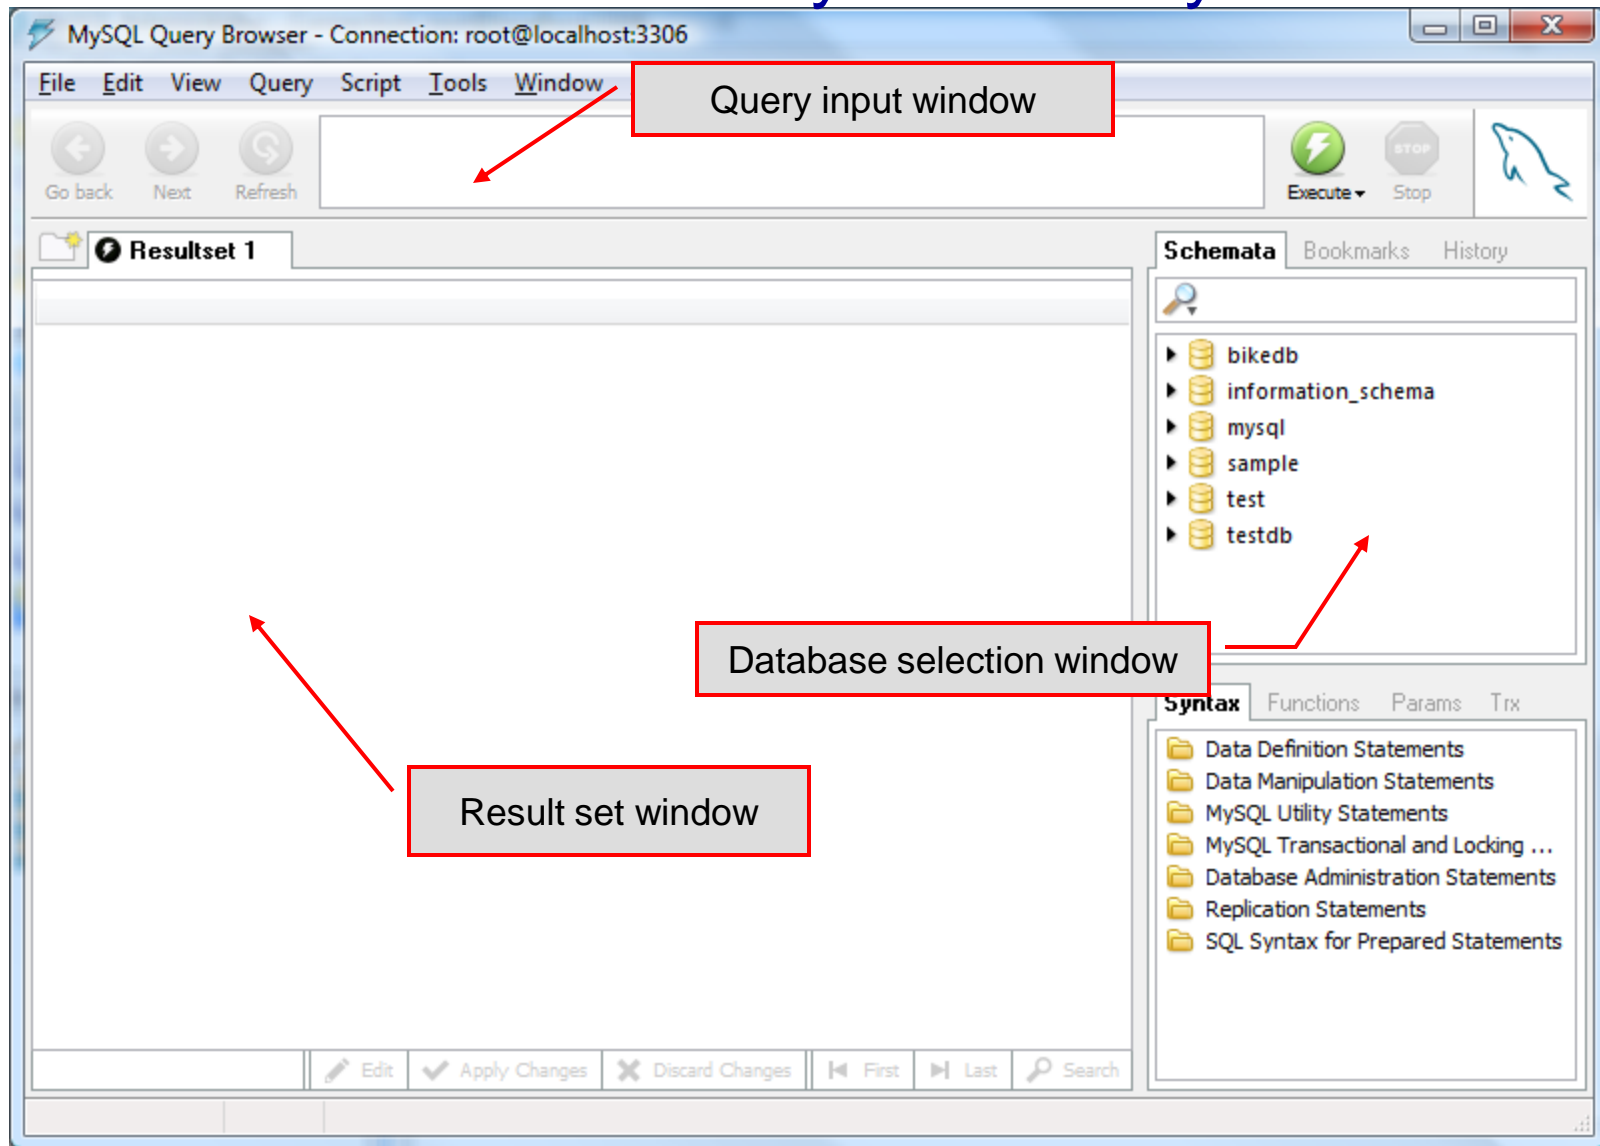 MySQL Query Browser - Connection: root@localhost:3306
File Edit View Query Script Tools Window
Query input window
Go back Next Refresh
Execute STOP Stop
Resultset 1
Schemata Bookmarks History
bikedb
information_schema
mysql
sample
test
testdb
Database selection window
Syntax Functions Params Trx
Data Definition Statements
Data Manipulation Statements
MySQL Utility Statements
MySQL Transactional and Locking ...
Database Administration Statements
Replication Statements
SQL Syntax for Prepared Statements
Result set window
Edit Apply Changes Discard Changes First Last Search